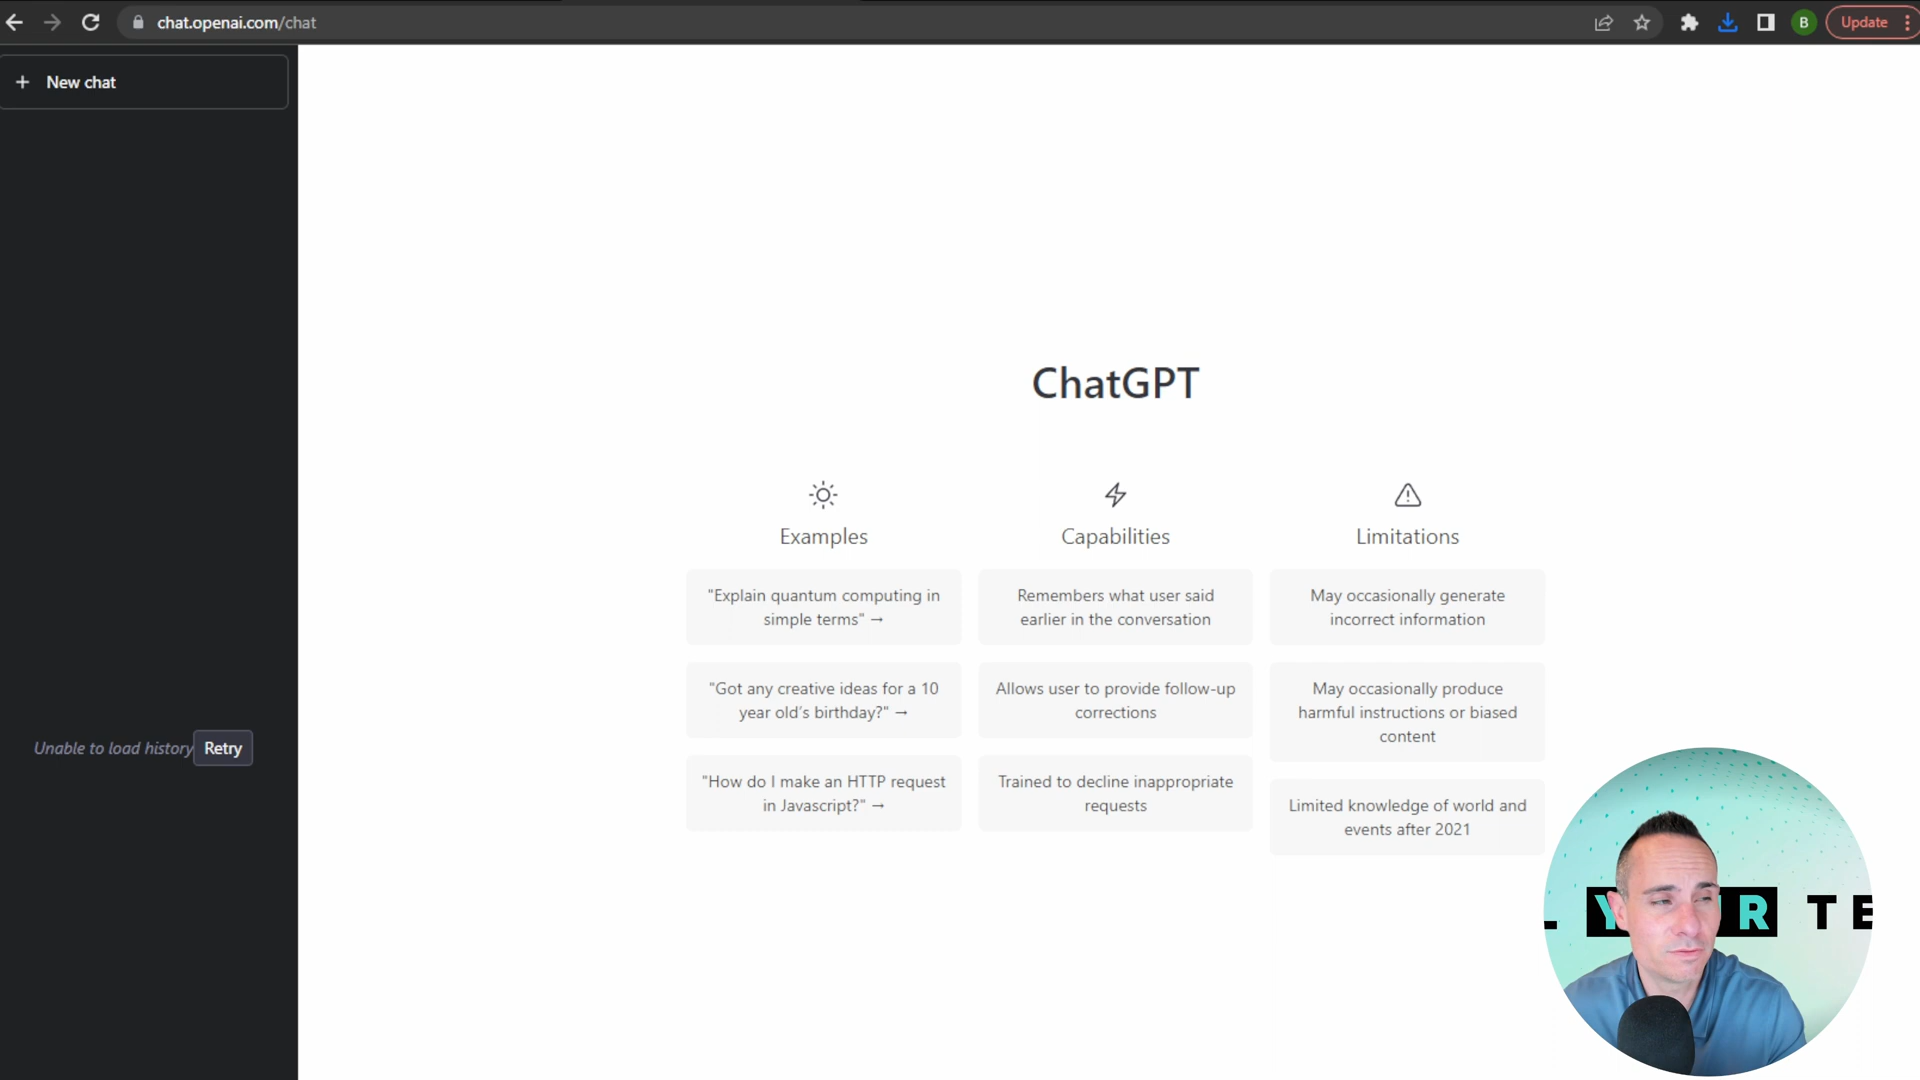 chat.openai.com/chat
B
Update
+ New chat
ChatGPT
Examples
Capabilities
Limitations
"Explain quantum computing in
simple terms" →
Remembers what user said
earlier in the conversation
May occasionally generate
incorrect information
"Got any creative ideas for a 10
year old's birthday?" →
Allows user to provide follow-up
corrections
May occasionally produce
harmful instructions or biased
content
"How do I make an HTTP request
in Javascript?" →
Trained to decline inappropriate
requests
Limited knowledge of world and
events after 2021
Unable to load history
Retry